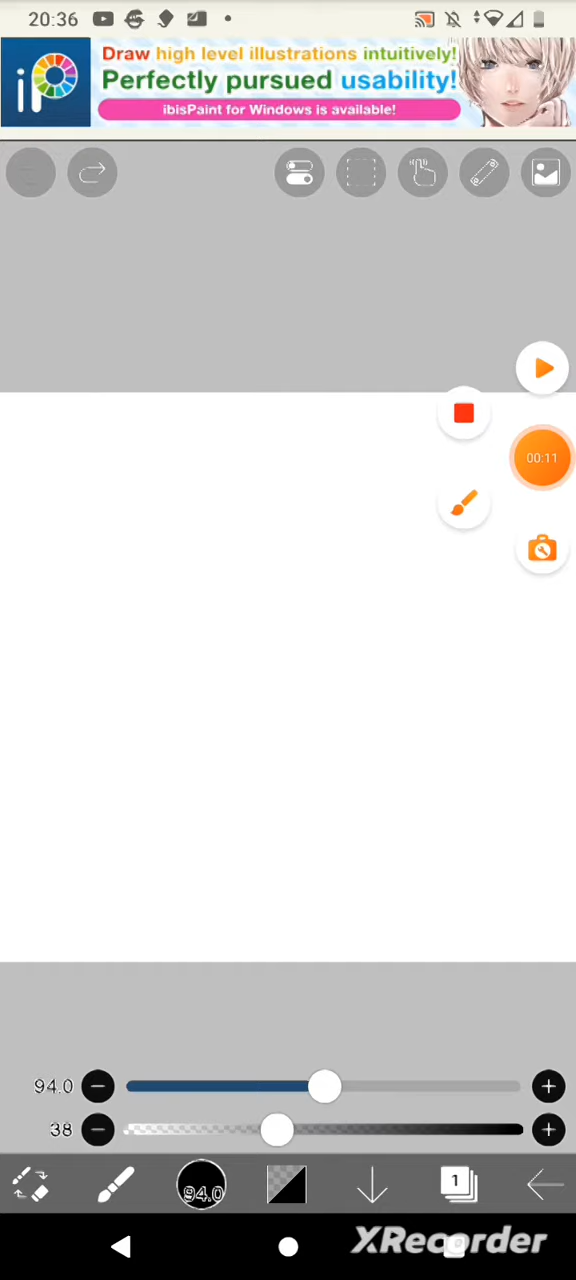 20:36
iP
Draw high level illustrations intuitively!
Perfectly pursued usability!
ibisPaint for Windows is available!
00:11
94.0
38
94.0
1
XRecorder